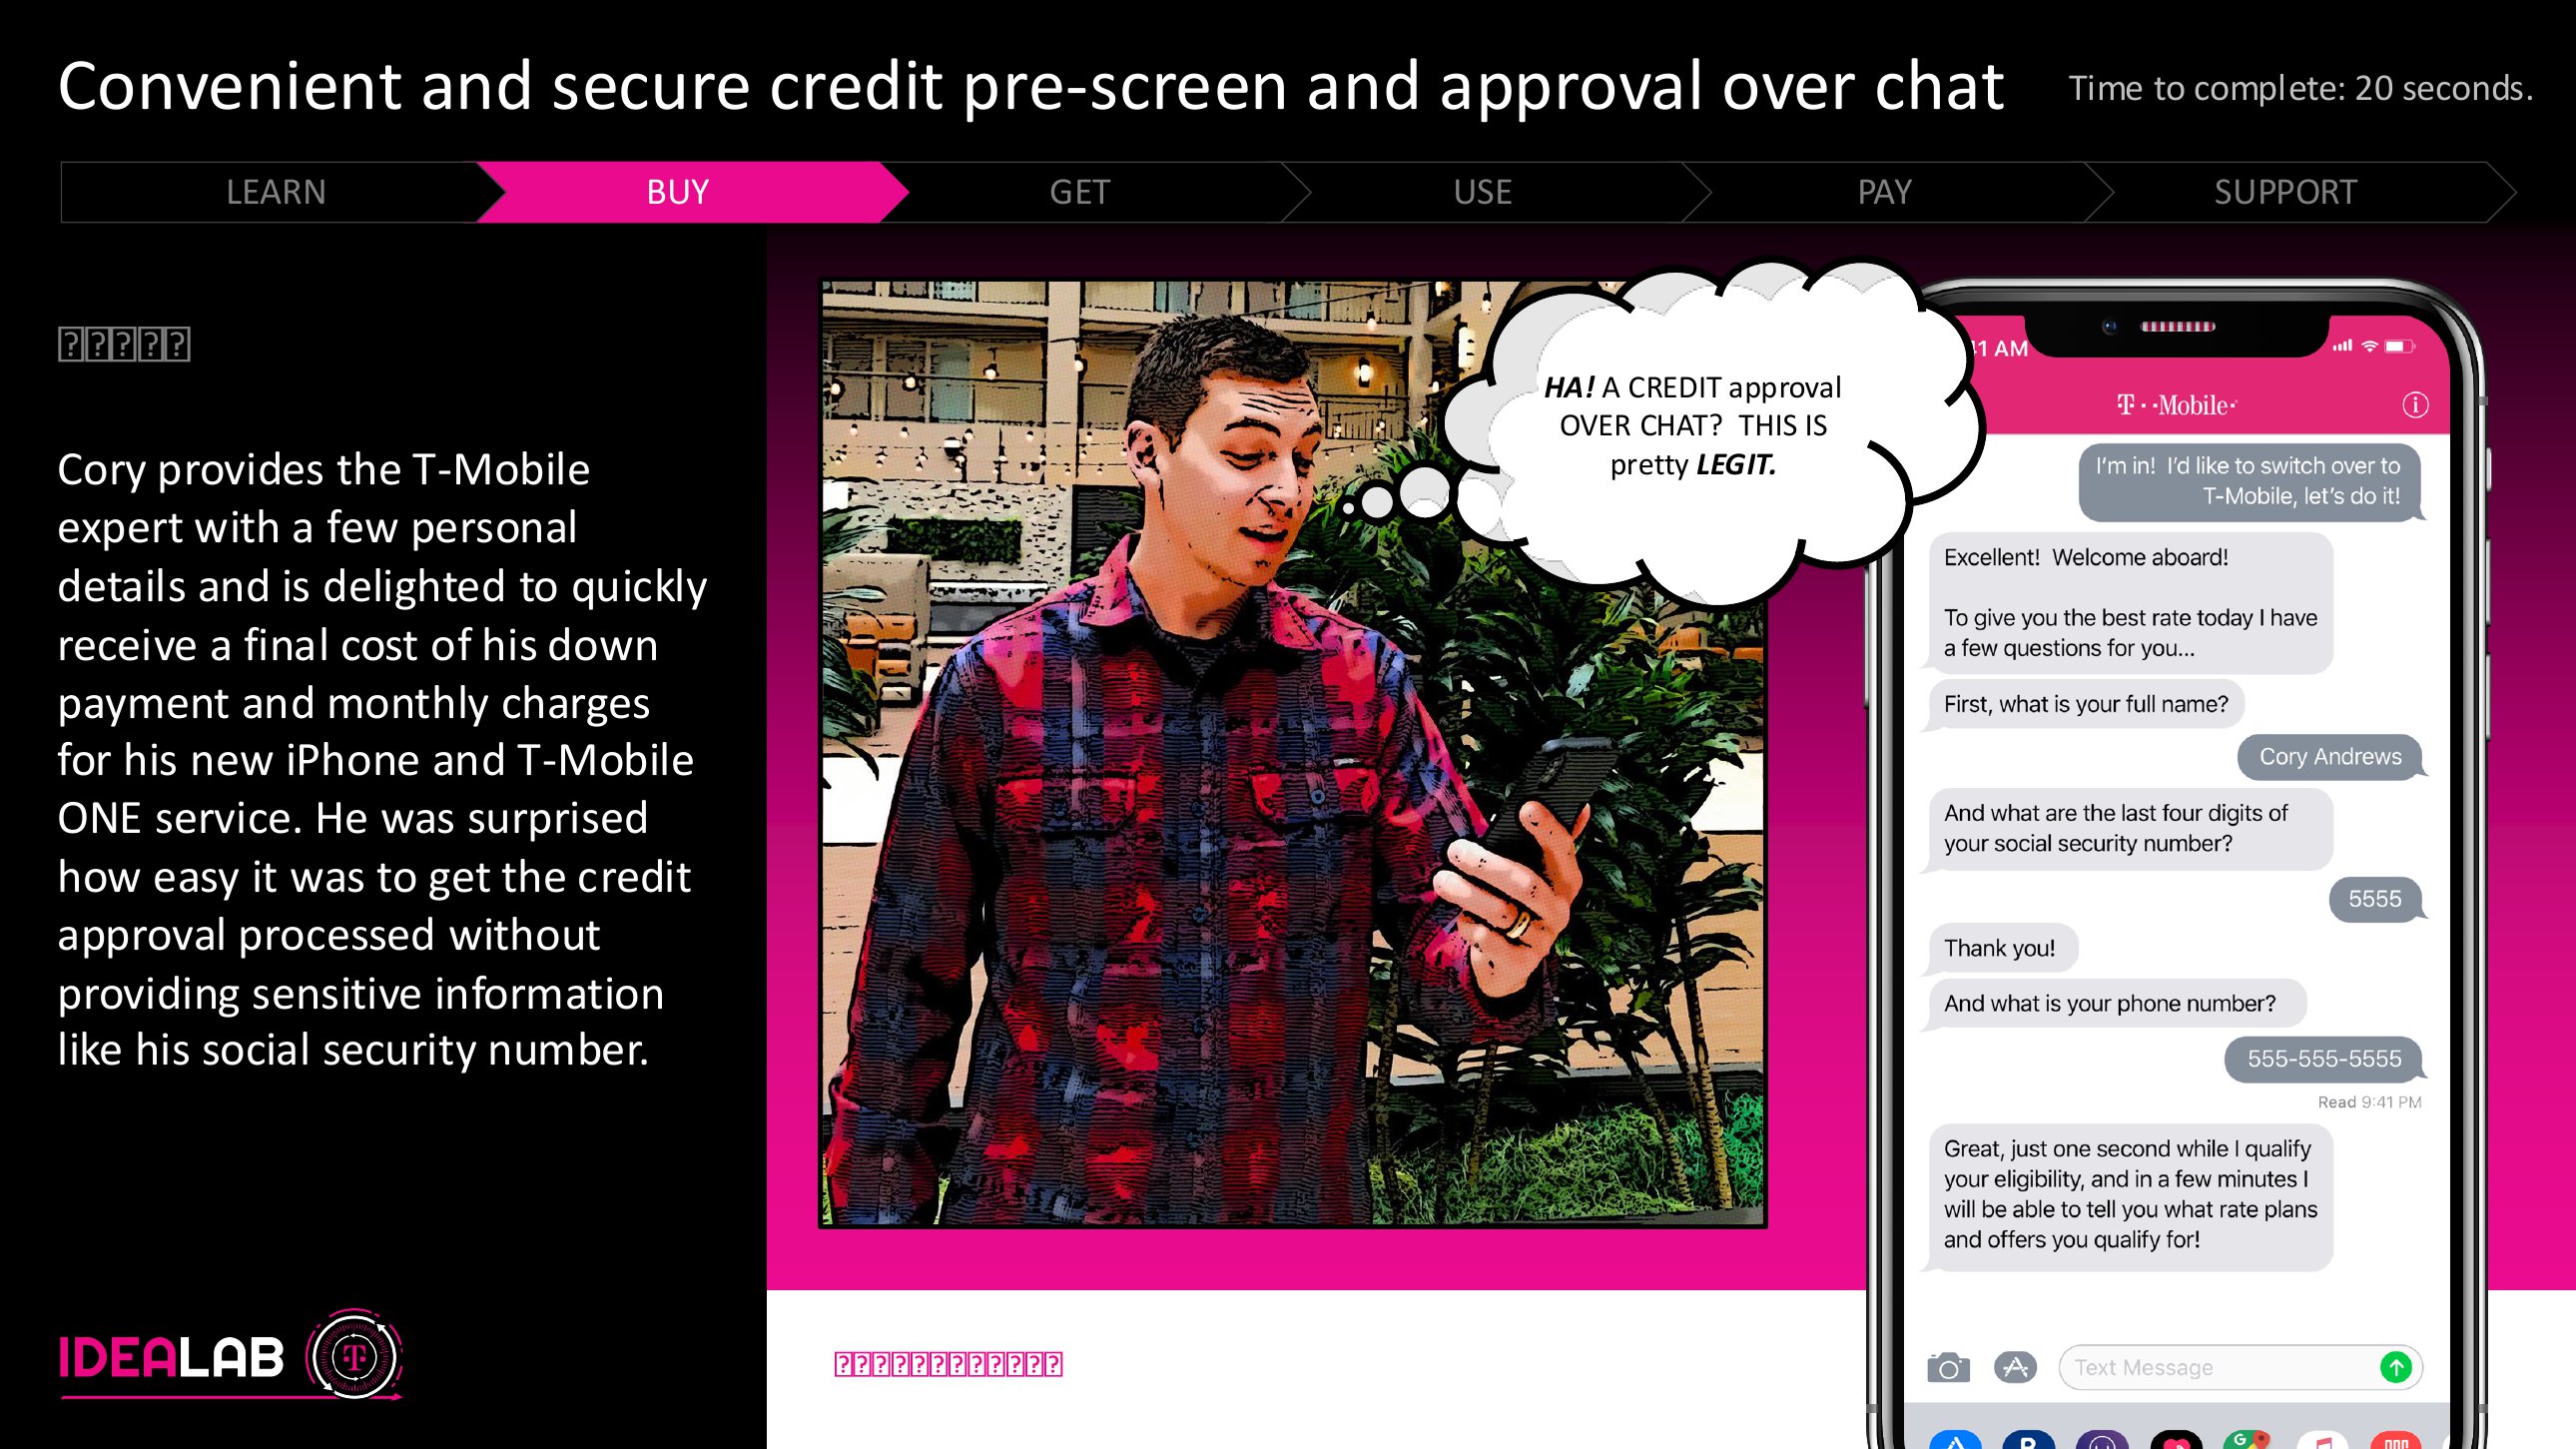 Convenient and secure credit pre-screen and approval over chat
Time to complete: 20 seconds.
LEARN
BUY
GET
USE
PAY
SUPPORT
Cory provides the T-Mobile
expert with a few personal
details and is delighted to quickly
receive a final cost of his down
payment and monthly charges
for his new iPhone and T-Mobile
ONE service. He was surprised
how easy it was to get the credit
approval processed without
providing sensitive information
like his social security number.
IDEALAB
T
HA! A CREDIT approval
OVER CHAT?  THIS IS
pretty LEGIT.
1 AM
T··Mobile·
I'm in!  I'd like to switch over to
T-Mobile, let's do it!
Excellent!  Welcome aboard!
To give you the best rate today I have
a few questions for you...
First, what is your full name?
Cory Andrews
And what are the last four digits of
your social security number?
5555
Thank you!
And what is your phone number?
555-555-5555
Read 9:41 PM
Great, just one second while I qualify
your eligibility, and in a few minutes I
will be able to tell you what rate plans
and offers you qualify for!
Text Message